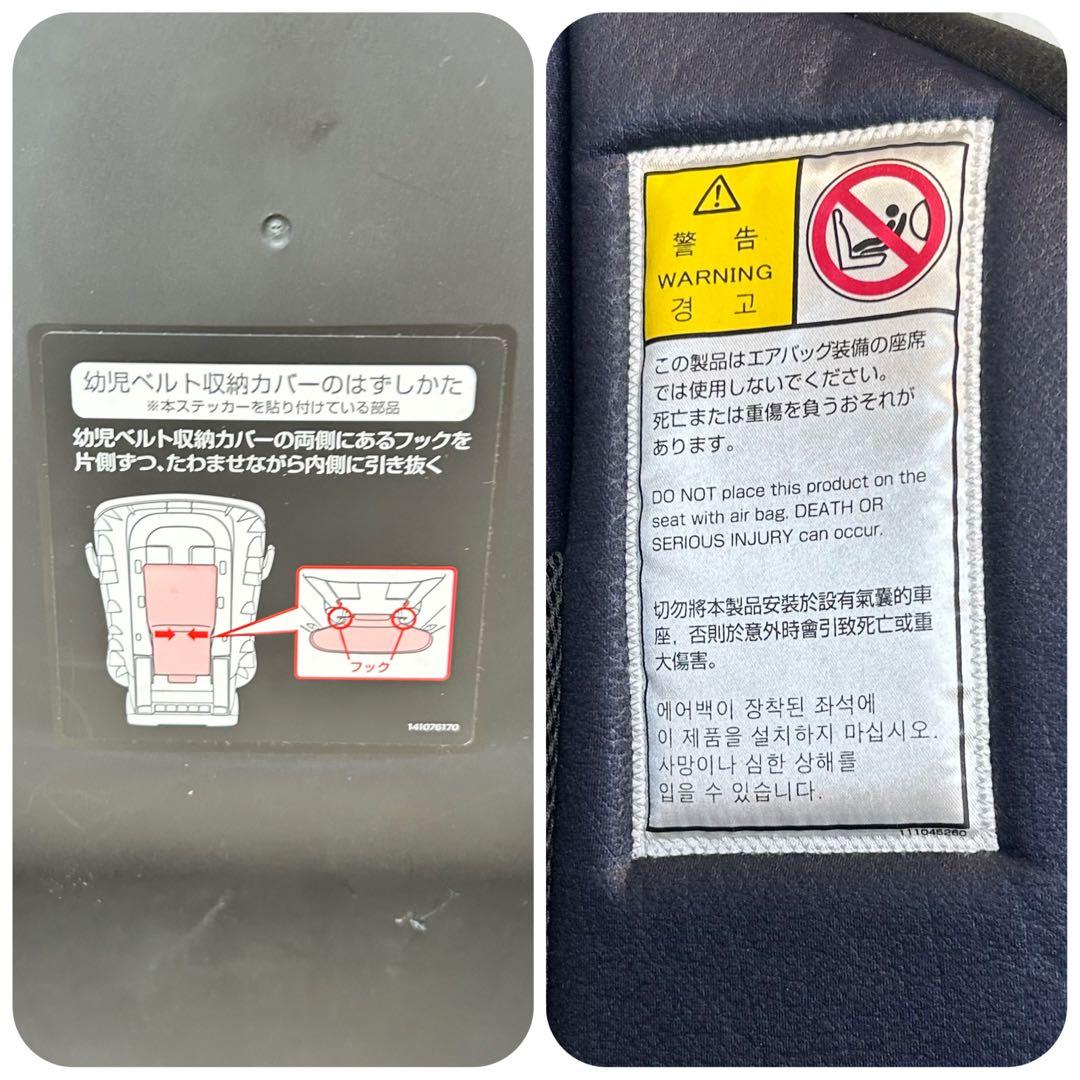 幼児ベルト収納カバーのはずしかた
※本ステッカーを貼り付けている部品
幼児ベルト収納カバーの両側にあるフックを
片側ずつ、たわませながら内側に引き抜く
フック
141076170
警告
WARNING
경고
この製品はエアバッグ装備の座席
では使用しないでください。
死亡または重傷を負うおそれが
あります。
DO NOT place this product on the
seat with air bag. DEATH OR
SERIOUS INJURY can occur.
切勿將本製品安裝於設有氣囊的車
座，否則於意外時會引致死亡或重
大傷害。
에어백이 장착된 좌석에
이 제품을 설치하지 마십시오.
사망이나 심한 상해를
입을 수 있습니다.
111046260